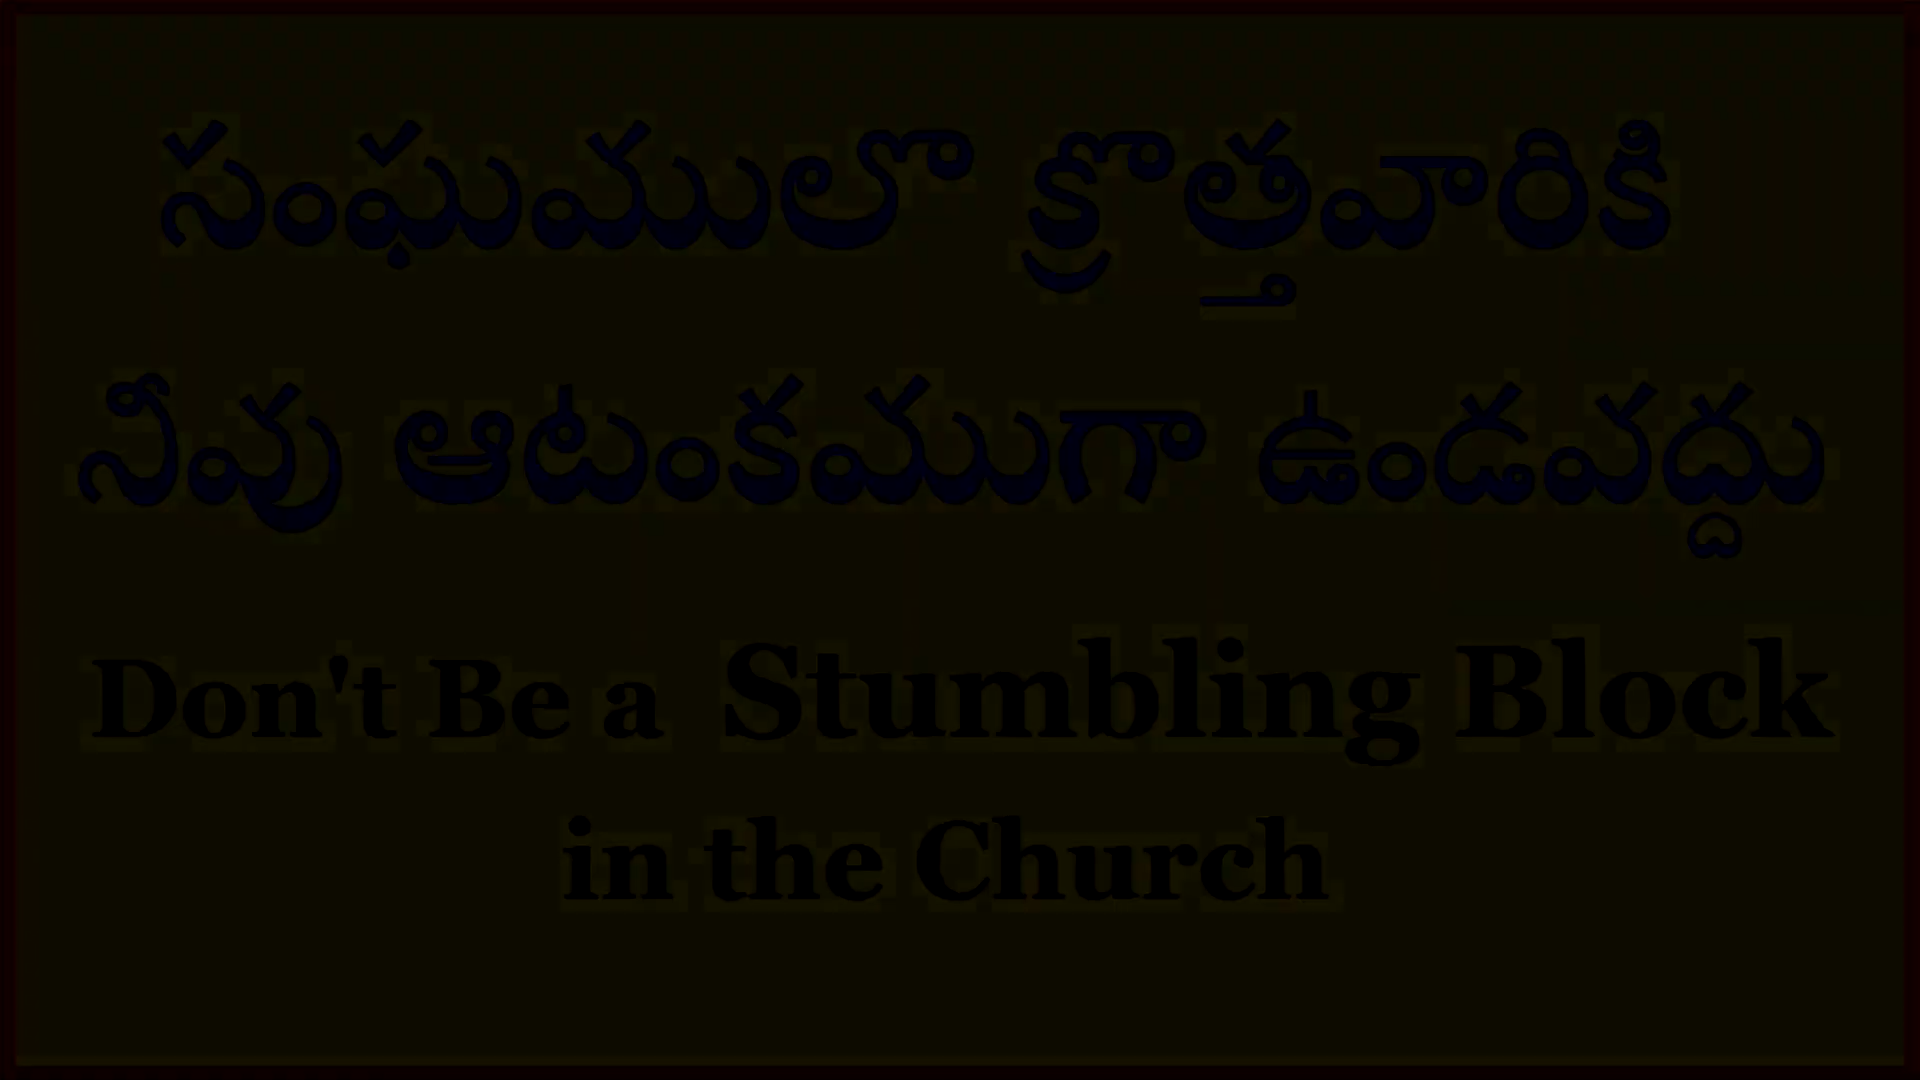 సంఘములొ క్రొత్తవారికి
నీవు ఆటంకముగా ఉండవద్దు
Don't Be a Stumbling Block
in the Church